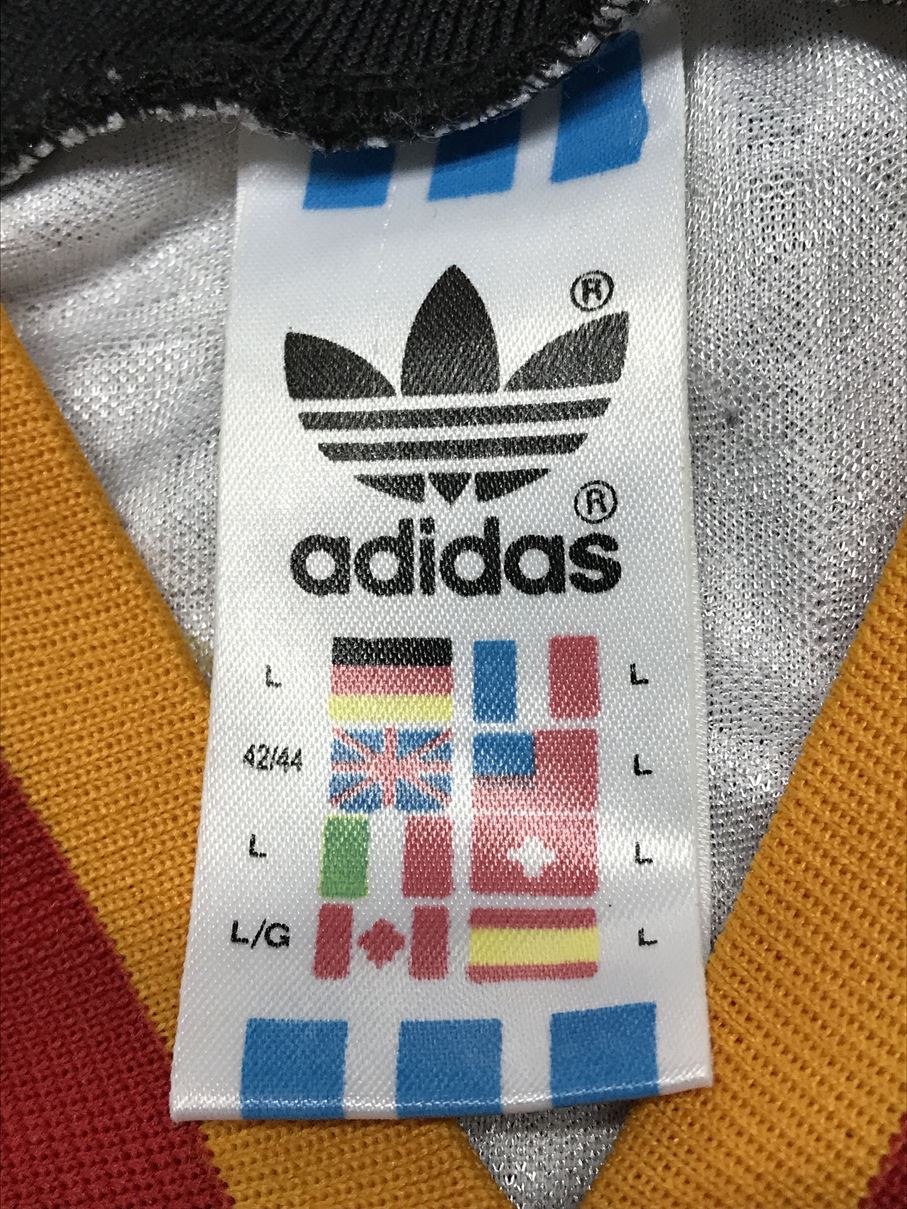 ®
adidas®
L L
42/44 L
L L
L/G L